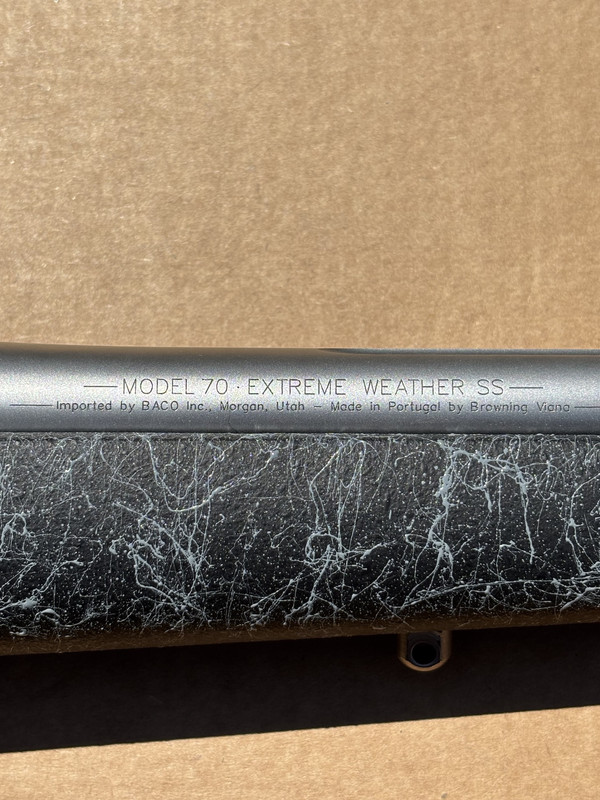 MODEL 70 · EXTREME WEATHER SS
Imported by BACO Inc., Morgan, Utah – Made in Portugal by Browning Viana